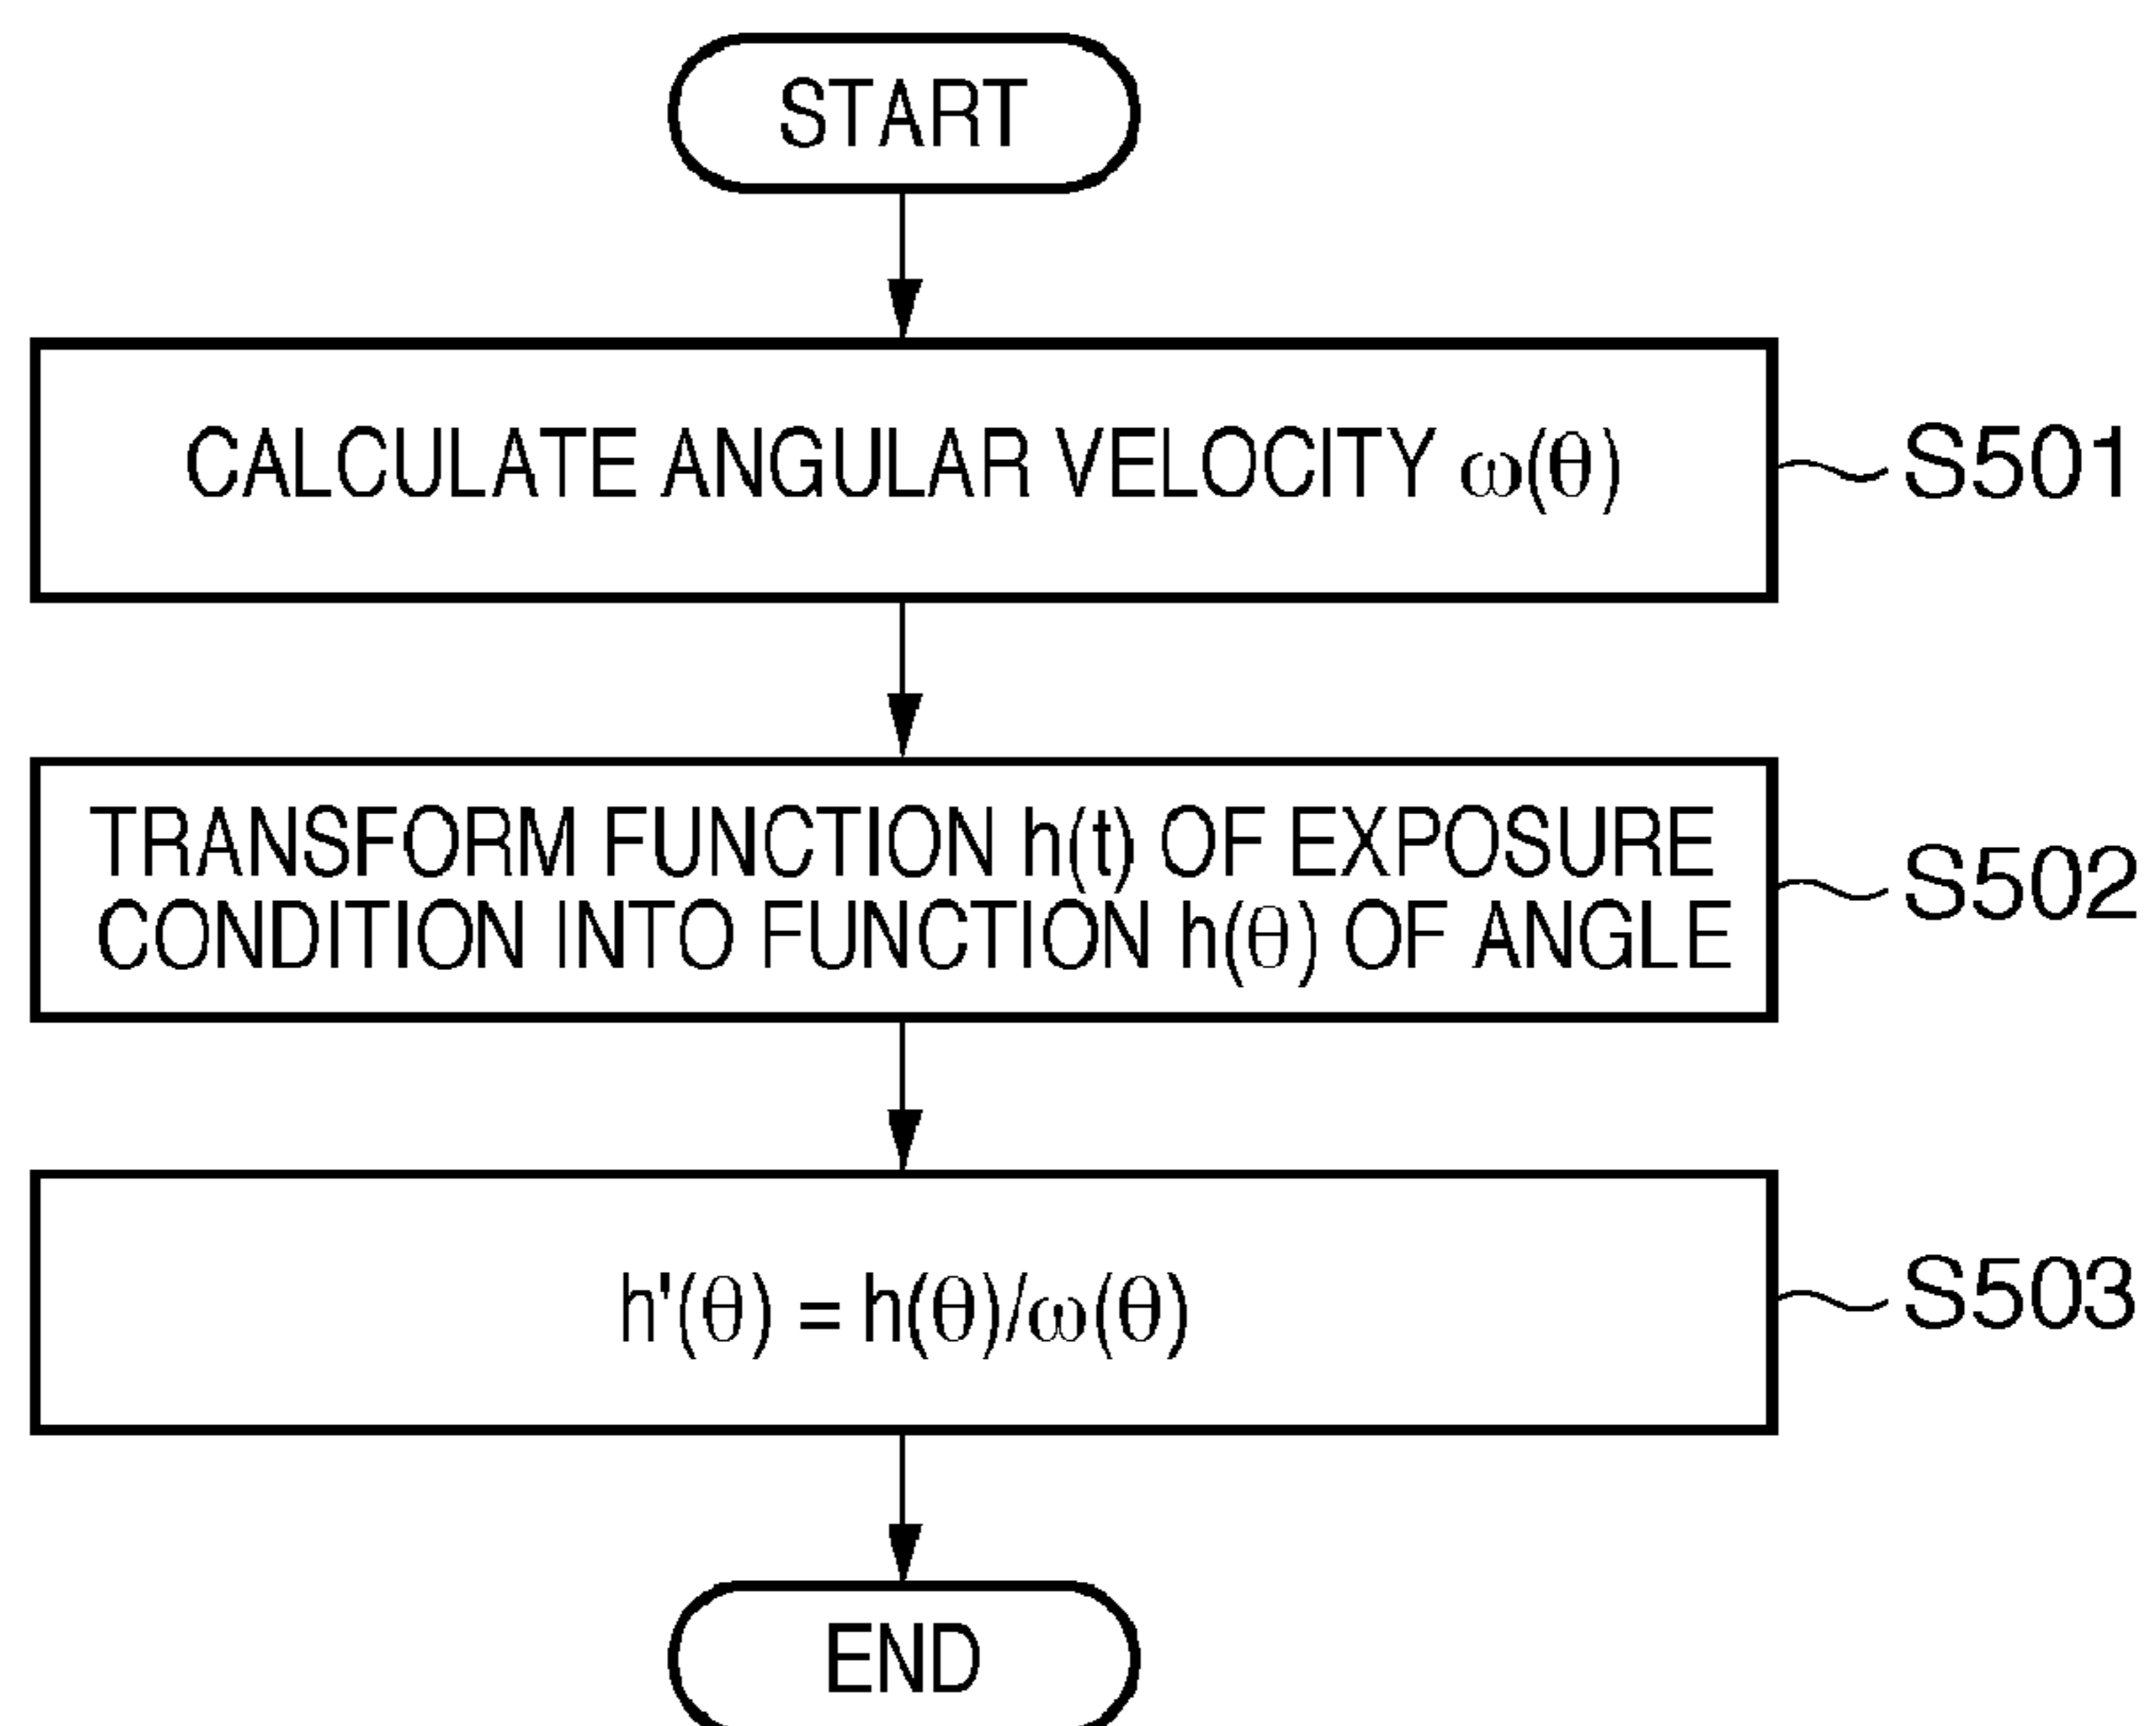 START
CALCULATE ANGULAR VELOCITY ω(θ)
S501
TRANSFORM FUNCTION h(t) OF EXPOSURE
CONDITION INTO FUNCTION h(θ) OF ANGLE
S502
h'(θ) = h(θ)/ω(θ)
S503
END